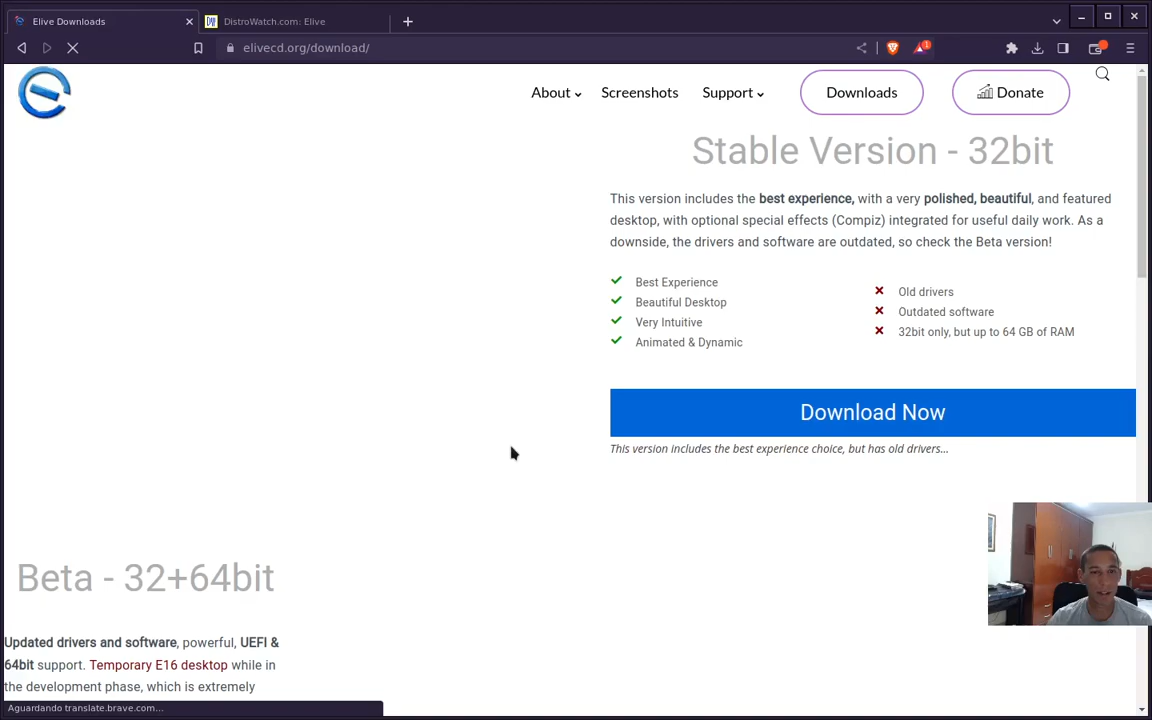 Elive Downloads
DistroWatch.com: Elive
elivecd.org/download/
1
About
Screenshots
Support
Downloads
Donate
Stable Version - 32bit
This version includes the best experience, with a very polished, beautiful, and featured
desktop, with optional special effects (Compiz) integrated for useful daily work. As a
downside, the drivers and software are outdated, so check the Beta version!
Best Experience
Beautiful Desktop
Very Intuitive
Animated & Dynamic
Old drivers
Outdated software
32bit only, but up to 64 GB of RAM
Download Now
This version includes the best experience choice, but has old drivers...
Beta - 32+64bit
Updated drivers and software, powerful, UEFI &
64bit support. Temporary E16 desktop while in
the development phase, which is extremely
Aguardando translate.brave.com...